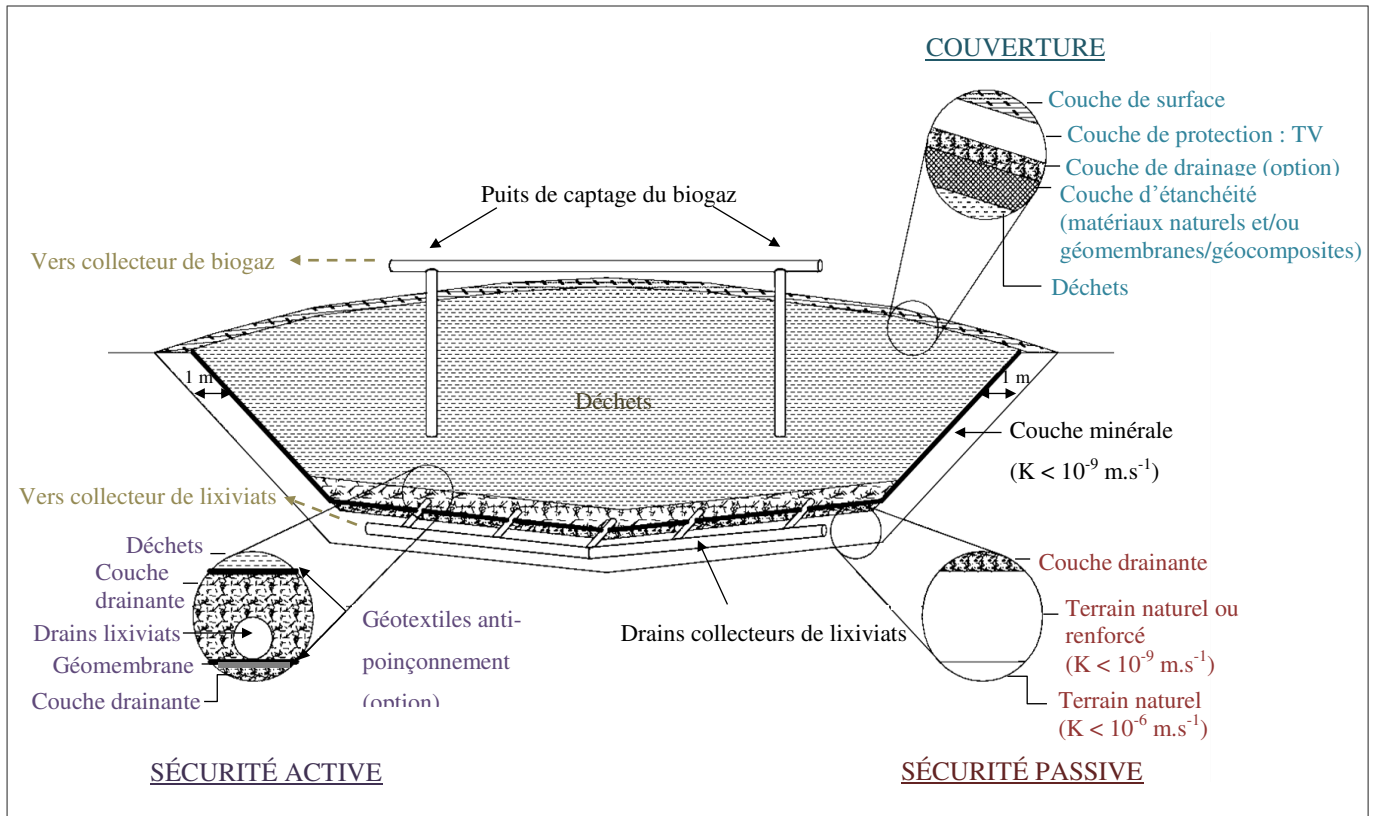 COUVERTURE
Couche de surface
Couche de protection : TV
Couche de drainage (option)
Couche d'étanchéité
(matériaux naturels et/ou
géomembranes/géocomposites)
Déchets
Puits de captage du biogaz
Vers collecteur de biogaz
1 m
1 m
Déchets
Couche minérale
(K < 10⁻⁹ m.s⁻¹)
Vers collecteur de lixiviats
Déchets
Couche
drainante
Drains lixiviats
Géomembrane
Couche drainante
Géotextiles anti-
poinçonnement
(option)
Drains collecteurs de lixiviats
Couche drainante
Terrain naturel ou
renforcé
(K < 10⁻⁹ m.s⁻¹)
Terrain naturel
(K < 10⁻⁶ m.s⁻¹)
SÉCURITÉ ACTIVE
SÉCURITÉ PASSIVE